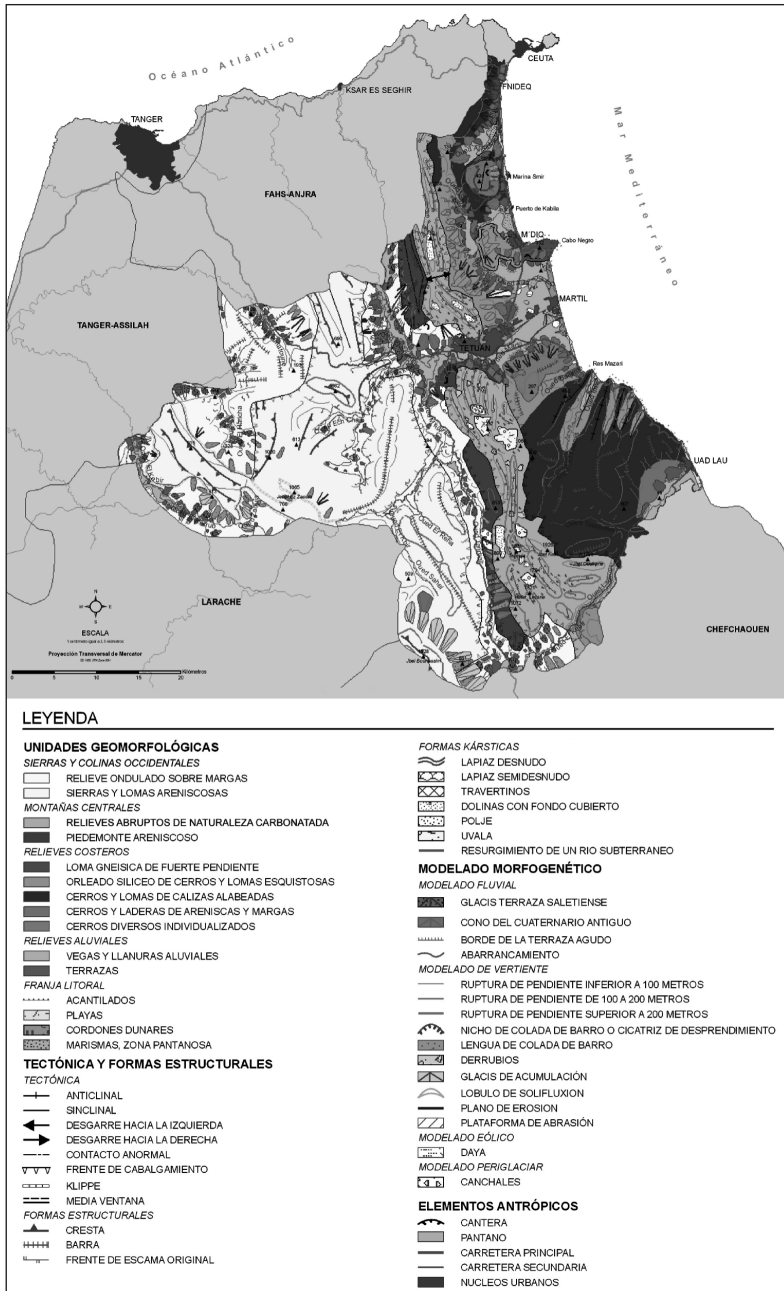 Océano Atlántico
CEUTA
FNIDEQ
KSAR ES SEGHIR
TANGER
Mar Mediterráneo
Marina Smir
FAHS-ANJRA
Puerto de Kabila
M'DIQ
Cabo Negro
MARTIL
TANGER-ASSILAH
TETUÁN
Ras Mazari
UAD LAU
Oued Sahel
LARACHE
CHEFCHAOUEN
N
ESCALA
Proyección Transversal de Mercator
Kilómetros
0 5 10 15 20
LEYENDA
UNIDADES GEOMORFOLÓGICAS
SIERRAS Y COLINAS OCCIDENTALES
RELIEVE ONDULADO SOBRE MARGAS
SIERRAS Y LOMAS ARENISCOSAS
MONTAÑAS CENTRALES
RELIEVES ABRUPTOS DE NATURALEZA CARBONATADA
PIEDEMONTE ARENISCOSO
RELIEVES COSTEROS
LOMA GNEISICA DE FUERTE PENDIENTE
ORLEADO SILICEO DE CERROS Y LOMAS ESQUISTOSAS
CERROS Y LOMAS DE CALIZAS ALABEADAS
CERROS Y LADERAS DE ARENISCAS Y MARGAS
CERROS DIVERSOS INDIVIDUALIZADOS
RELIEVES ALUVIALES
VEGAS Y LLANURAS ALUVIALES
TERRAZAS
FRANJA LITORAL
ACANTILADOS
PLAYAS
CORDONES DUNARES
MARISMAS, ZONA PANTANOSA
TECTÓNICA Y FORMAS ESTRUCTURALES
TECTÓNICA
ANTICLINAL
SINCLINAL
DESGARRE HACIA LA IZQUIERDA
DESGARRE HACIA LA DERECHA
CONTACTO ANORMAL
FRENTE DE CABALGAMIENTO
KLIPPE
MEDIA VENTANA
FORMAS ESTRUCTURALES
CRESTA
BARRA
FRENTE DE ESCAMA ORIGINAL
FORMAS KÁRSTICAS
LAPIAZ DESNUDO
LAPIAZ SEMIDESNUDO
TRAVERTINOS
DOLINAS CON FONDO CUBIERTO
POLJE
UVALA
RESURGIMIENTO DE UN RIO SUBTERRANEO
MODELADO MORFOGENÉTICO
MODELADO FLUVIAL
GLACIS TERRAZA SALETIENSE
CONO DEL CUATERNARIO ANTIGUO
BORDE DE LA TERRAZA AGUDO
ABARRANCAMIENTO
MODELADO DE VERTIENTE
RUPTURA DE PENDIENTE INFERIOR A 100 METROS
RUPTURA DE PENDIENTE DE 100 A 200 METROS
RUPTURA DE PENDIENTE SUPERIOR A 200 METROS
NICHO DE COLADA DE BARRO O CICATRIZ DE DESPRENDIMIENTO
LENGUA DE COLADA DE BARRO
DERRUBIOS
GLACIS DE ACUMULACIÓN
LOBULO DE SOLIFLUXION
PLANO DE EROSION
PLATAFORMA DE ABRASIÓN
MODELADO EÓLICO
DAYA
MODELADO PERIGLACIAR
CANCHALES
ELEMENTOS ANTRÓPICOS
CANTERA
PANTANO
CARRETERA PRINCIPAL
CARRETERA SECUNDARIA
NUCLEOS URBANOS